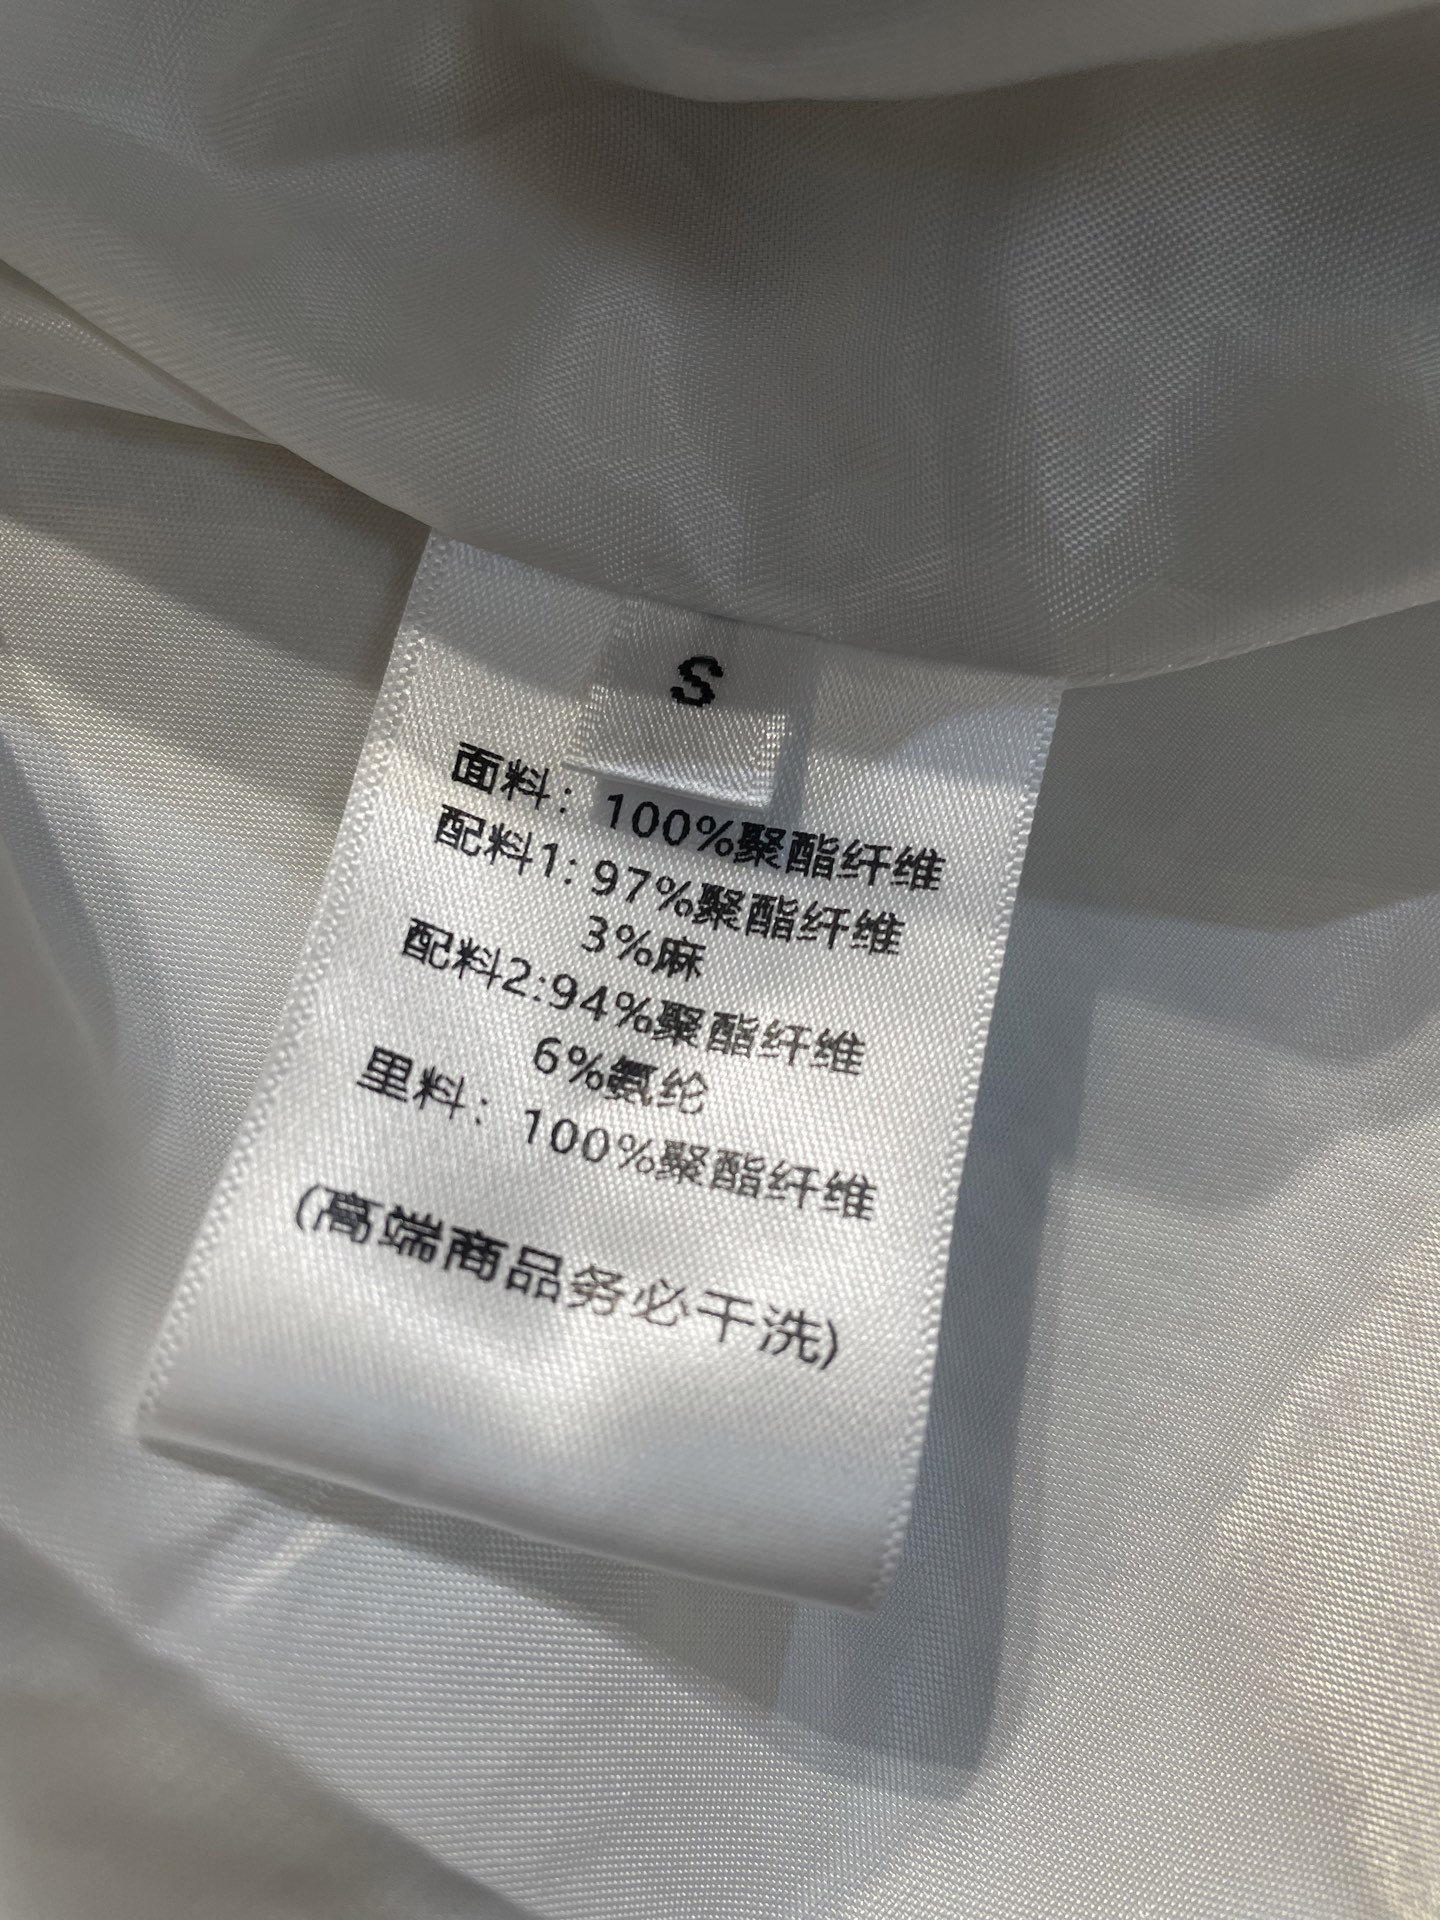 S
面料：100%聚酯纤维
配料1:97%聚酯纤维
3%麻
配料2:94%聚酯纤维
6%氨纶
里料：100%聚酯纤维
(高端商品务必干洗)